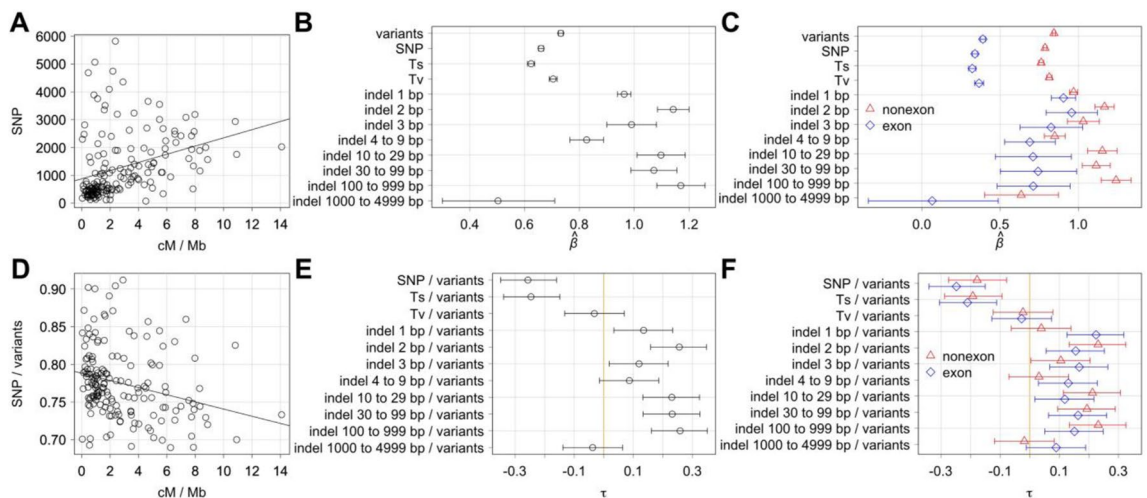 A
SNP
6000
5000
4000
3000
2000
1000
0
0 2 4 6 8 10 12 14
cM / Mb
B
variants
SNP
Ts
Tv
indel 1 bp
indel 2 bp
indel 3 bp
indel 4 to 9 bp
indel 10 to 29 bp
indel 30 to 99 bp
indel 100 to 999 bp
indel 1000 to 4999 bp
0.4 0.6 0.8 1.0 1.2
β̂
C
variants
SNP
Ts
Tv
indel 1 bp
indel 2 bp
indel 3 bp
indel 4 to 9 bp
indel 10 to 29 bp
indel 30 to 99 bp
indel 100 to 999 bp
indel 1000 to 4999 bp
nonexon
exon
0.0 0.5 1.0
β̂
D
SNP / variants
0.90
0.85
0.80
0.75
0.70
0 2 4 6 8 10 12 14
cM / Mb
E
SNP / variants
Ts / variants
Tv / variants
indel 1 bp / variants
indel 2 bp / variants
indel 3 bp / variants
indel 4 to 9 bp / variants
indel 10 to 29 bp / variants
indel 30 to 99 bp / variants
indel 100 to 999 bp / variants
indel 1000 to 4999 bp / variants
-0.3 -0.1 0.1 0.3
τ
F
SNP / variants
Ts / variants
Tv / variants
indel 1 bp / variants
indel 2 bp / variants
indel 3 bp / variants
indel 4 to 9 bp / variants
indel 10 to 29 bp / variants
indel 30 to 99 bp / variants
indel 100 to 999 bp / variants
indel 1000 to 4999 bp / variants
nonexon
exon
-0.3 -0.1 0.1 0.3
τ